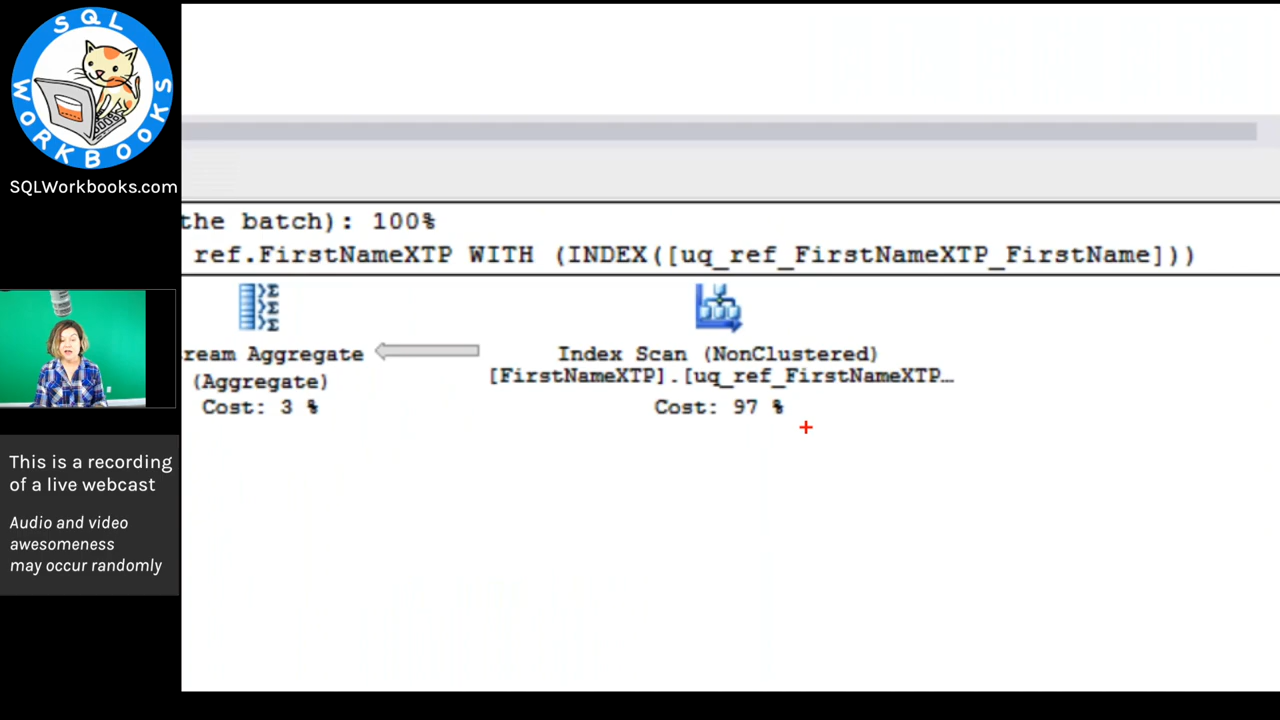 SQL
WORKBOOKS
SQLWorkbooks.com
This is a recording
of a live webcast
Audio and video
awesomeness
may occur randomly
the batch): 100%
ref.FirstNameXTP WITH (INDEX([uq_ref_FirstNameXTP_FirstName]))
ream Aggregate
(Aggregate)
Cost: 3 %
Index Scan (NonClustered)
[FirstNameXTP].[uq_ref_FirstNameXTP…
Cost: 97 %